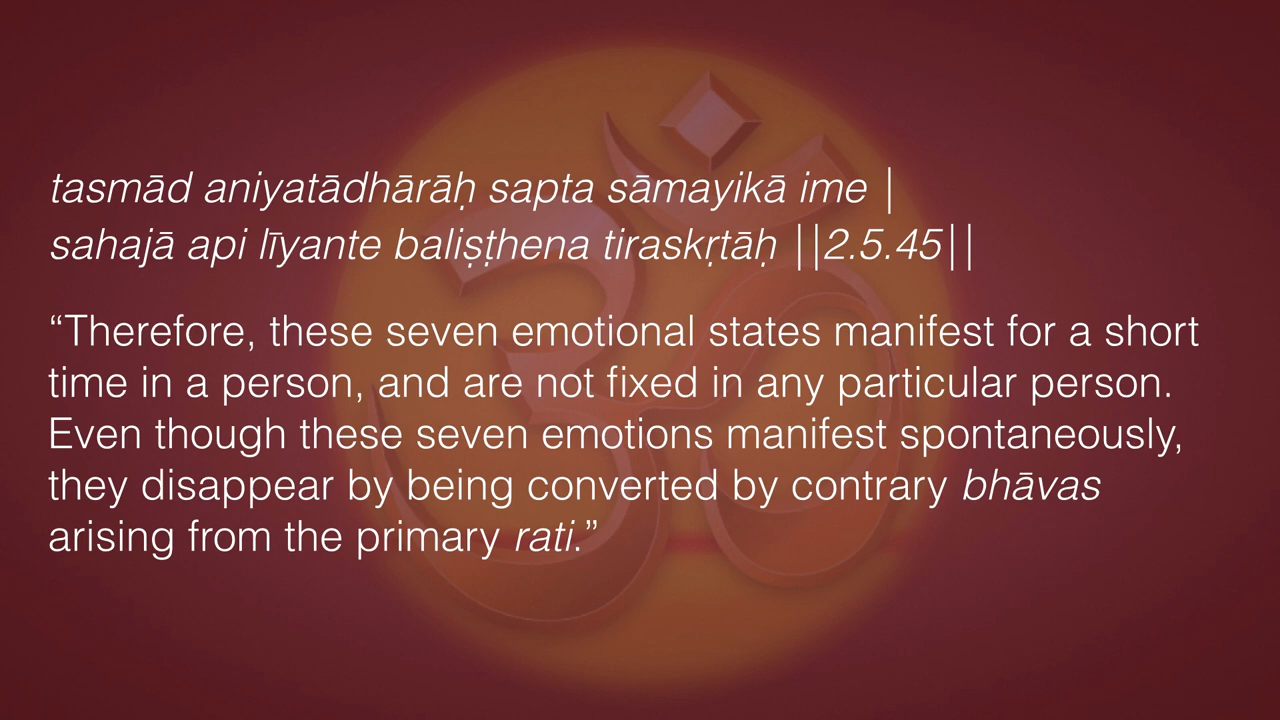 tasmād aniyatādhārāḥ sapta sāmayikā ime |
sahajā api līyante baliṣṭhena tiraskṛtāḥ ||2.5.45||
“Therefore, these seven emotional states manifest for a short
time in a person, and are not fixed in any particular person.
Even though these seven emotions manifest spontaneously,
they disappear by being converted by contrary bhāvas
arising from the primary rati.”